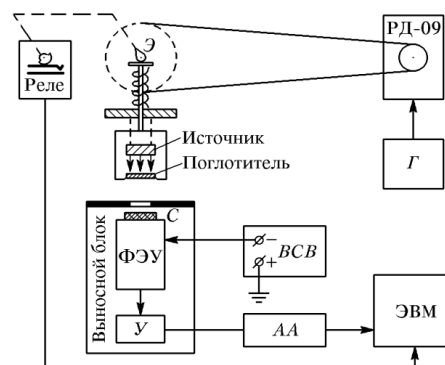 Э
РД-09
Реле
Источник
Поглотитель
Г
С
Выносной блок
ФЭУ
−
+
ВСВ
У
АА
ЭВМ